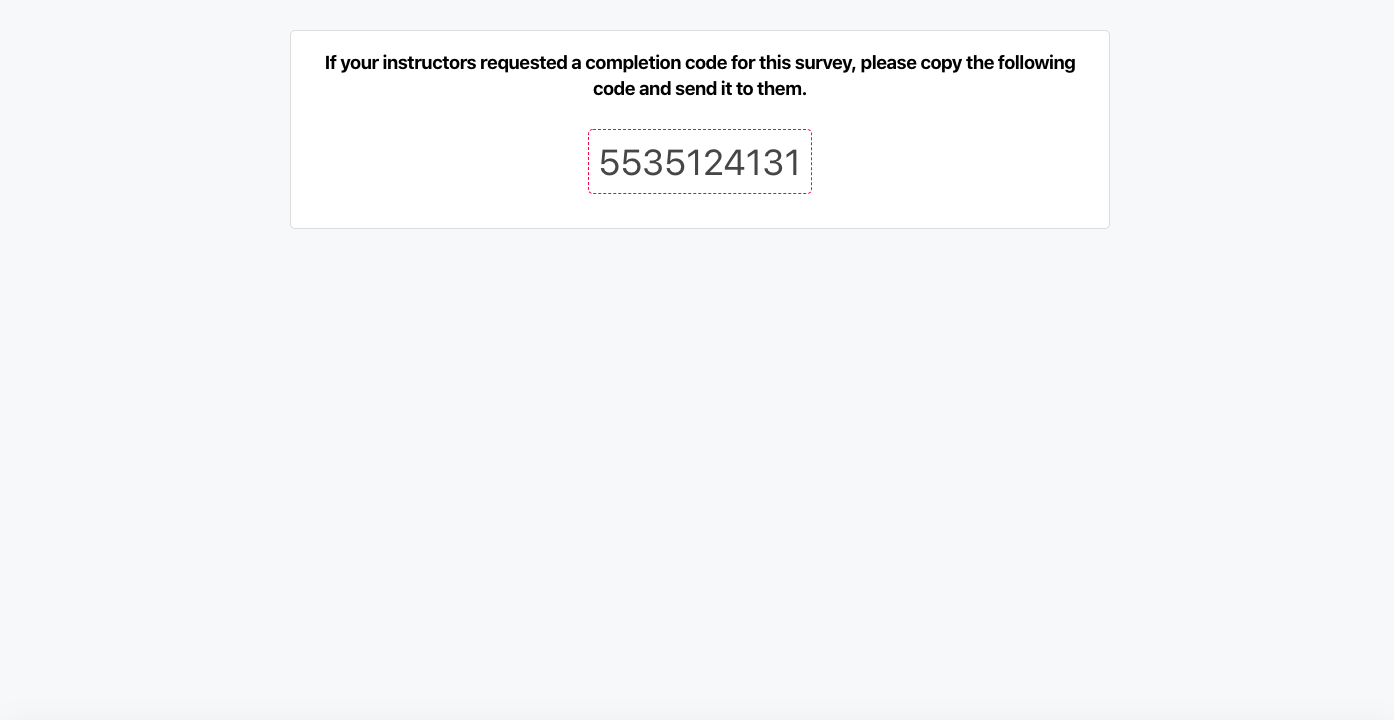 If your instructors requested a completion code for this survey, please copy the following
code and send it to them.
5535124131